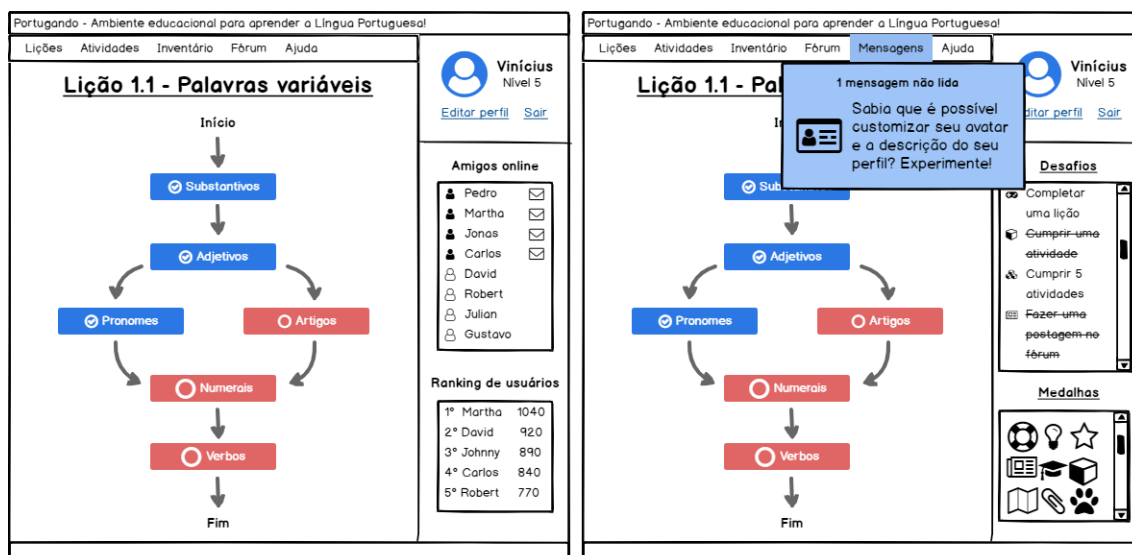 Portugando - Ambiente educacional para aprender a Língua Portuguesa!
Lições Atividades Inventário Fórum Ajuda
Vinícius
Nível 5
Editar perfil Sair
Lição 1.1 - Palavras variáveis
Início
Substantivos
Adjetivos
Pronomes Artigos
Numerais
Verbos
Fim
Amigos online
Pedro
Martha
Jonas
Carlos
David
Robert
Julian
Gustavo
Ranking de usuários
1° Martha 1040
2° David 920
3° Johnny 890
4° Carlos 840
5° Robert 770
Portugando - Ambiente educacional para aprender a Língua Portuguesa!
Lições Atividades Inventário Fórum Mensagens Ajuda
1 mensagem não lida
Sabia que é possível
customizar seu avatar
e a descrição do seu
perfil? Experimente!
Vinícius
Nível 5
ditar perfil Sair
Lição 1.1 - Pal
Iní
Sub
Adjetivos
Pronomes Artigos
Numerais
Verbos
Fim
Desafios
Completar
uma lição
Cumprir uma
atividade
Cumprir 5
atividades
Fazer uma
postagem no
fórum
Medalhas